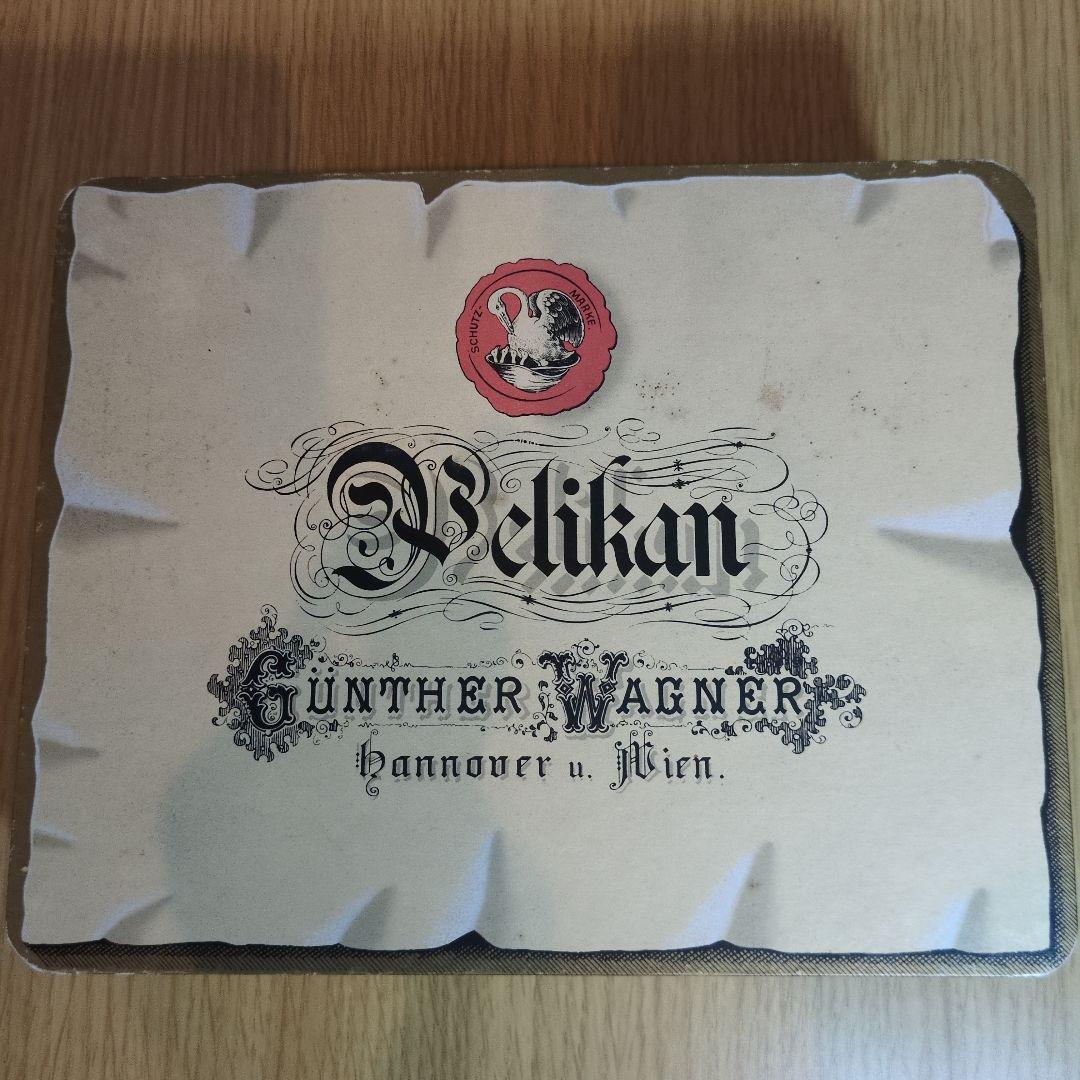 SCHUTZ- MARKE.
Pelikan
GÜNTHER WAGNER
Hannover u. Wien.